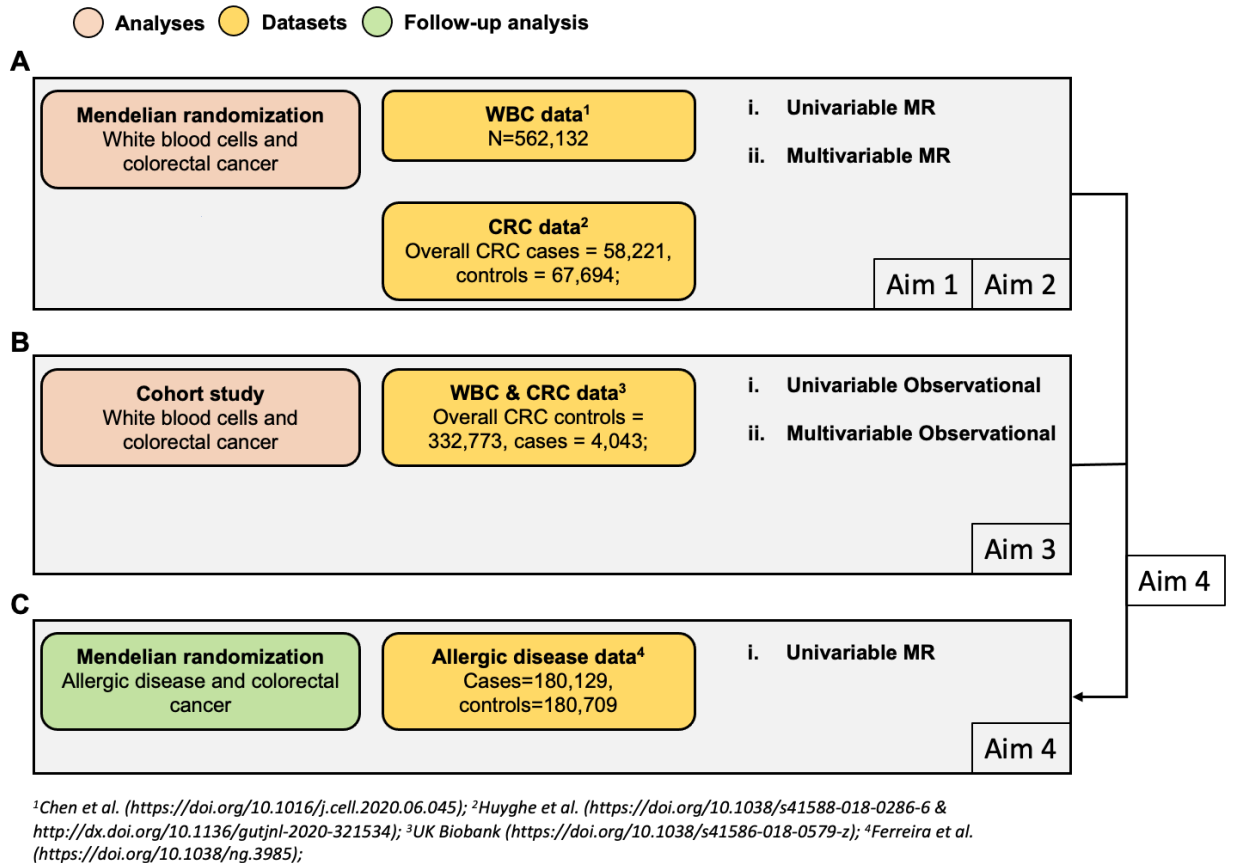 Analyses Datasets Follow-up analysis
A
Mendelian randomization
White blood cells and
colorectal cancer
WBC data¹
N=562,132
CRC data²
Overall CRC cases = 58,221,
controls = 67,694;
i. Univariable MR
ii. Multivariable MR
Aim 1 Aim 2
B
Cohort study
White blood cells and
colorectal cancer
WBC & CRC data³
Overall CRC controls =
332,773, cases = 4,043;
i. Univariable Observational
ii. Multivariable Observational
Aim 3
Aim 4
C
Mendelian randomization
Allergic disease and colorectal
cancer
Allergic disease data⁴
Cases=180,129,
controls=180,709
i. Univariable MR
Aim 4
¹Chen et al. (https://doi.org/10.1016/j.cell.2020.06.045); ²Huyghe et al. (https://doi.org/10.1038/s41588-018-0286-6 &
http://dx.doi.org/10.1136/gutjnl-2020-321534); ³UK Biobank (https://doi.org/10.1038/s41586-018-0579-z); ⁴Ferreira et al.
(https://doi.org/10.1038/ng.3985);